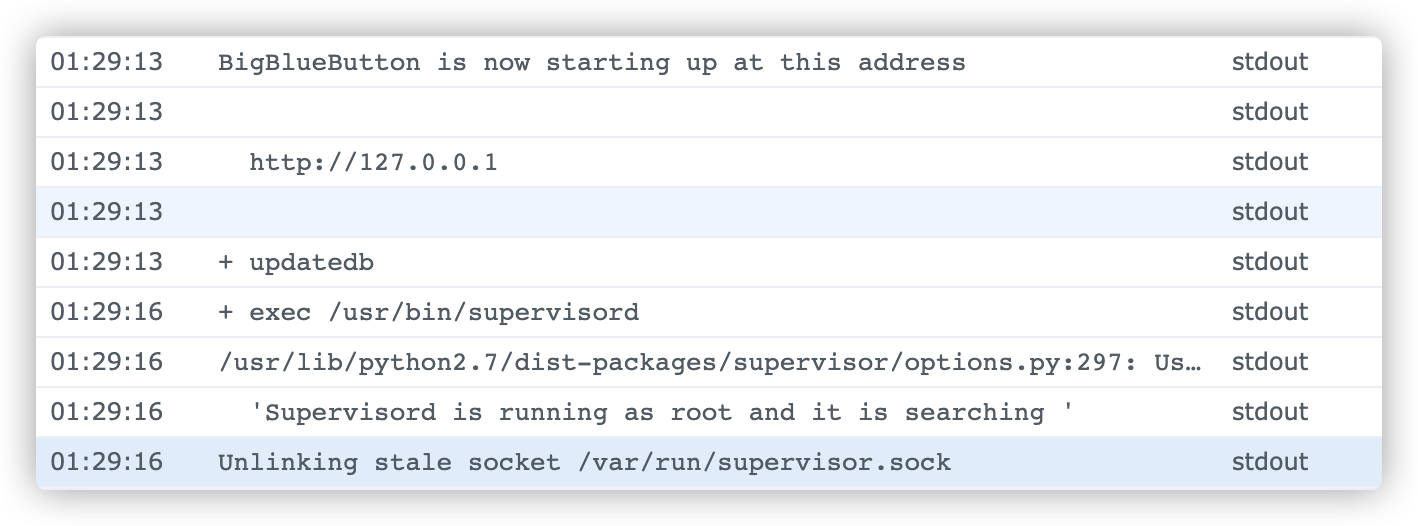 01:29:13 BigBlueButton is now starting up at this address stdout
01:29:13 stdout
01:29:13 http://127.0.0.1 stdout
01:29:13 stdout
01:29:13 + updatedb stdout
01:29:16 + exec /usr/bin/supervisord stdout
01:29:16 /usr/lib/python2.7/dist-packages/supervisor/options.py:297: Us… stdout
01:29:16 'Supervisord is running as root and it is searching ' stdout
01:29:16 Unlinking stale socket /var/run/supervisor.sock stdout